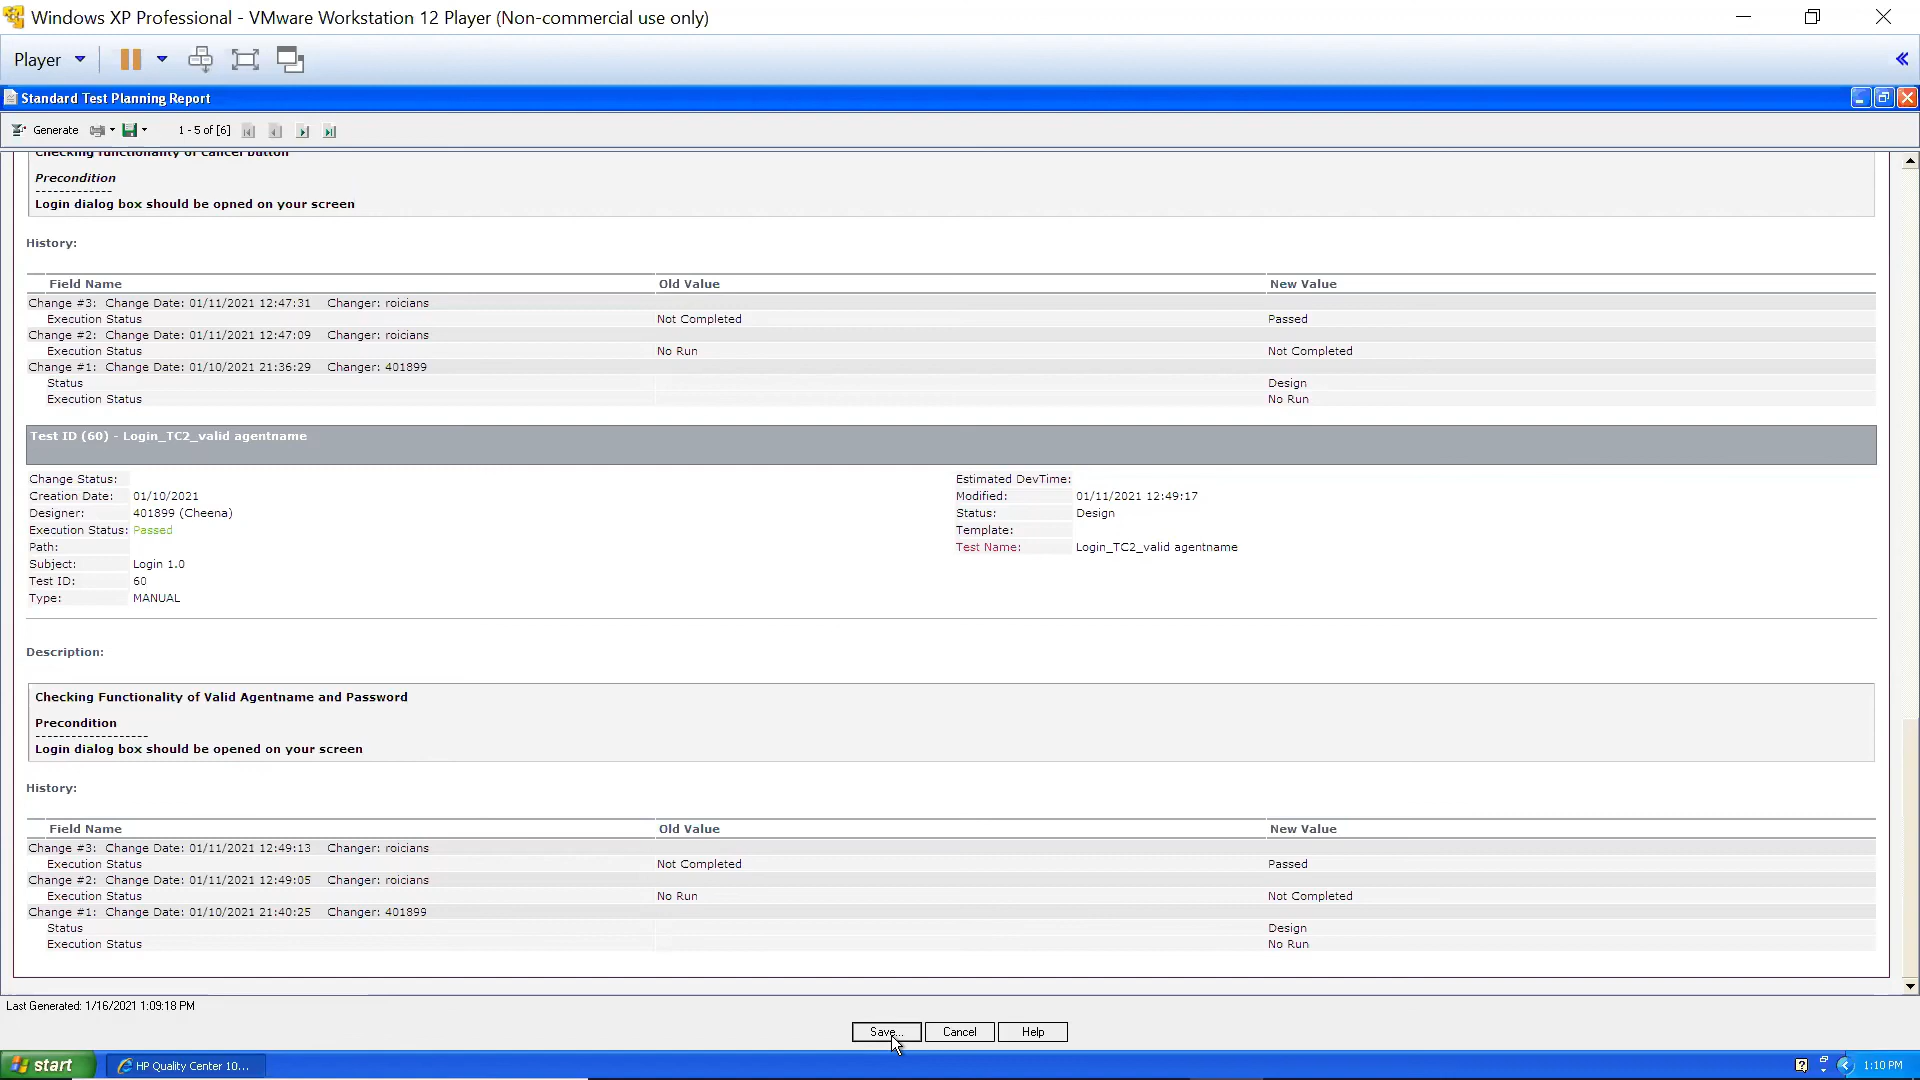 Windows XP Professional - VMware Workstation 12 Player (Non-commercial use only)
Player
Standard Test Planning Report
Generate 1 - 5 of [6]
Checking functionality of cancel button
Precondition
-------------
Login dialog box should be opned on your screen
History:
Field Name Old Value New Value
Change #3: Change Date: 01/11/2021 12:47:31 Changer: roicians
Execution Status Not Completed Passed
Change #2: Change Date: 01/11/2021 12:47:09 Changer: roicians
Execution Status No Run Not Completed
Change #1: Change Date: 01/10/2021 21:36:29 Changer: 401899
Status Design
Execution Status No Run
Test ID (60) - Login_TC2_valid agentname
Change Status: Estimated DevTime:
Creation Date: 01/10/2021 Modified: 01/11/2021 12:49:17
Designer: 401899 (Cheena) Status: Design
Execution Status: Passed Template:
Path: Test Name: Login_TC2_valid agentname
Subject: Login 1.0
Test ID: 60
Type: MANUAL
Description:
Checking Functionality of Valid Agentname and Password
Precondition
-------------------
Login dialog box should be opened on your screen
History:
Field Name Old Value New Value
Change #3: Change Date: 01/11/2021 12:49:13 Changer: roicians
Execution Status Not Completed Passed
Change #2: Change Date: 01/11/2021 12:49:05 Changer: roicians
Execution Status No Run Not Completed
Change #1: Change Date: 01/10/2021 21:40:25 Changer: 401899
Status Design
Execution Status No Run
Last Generated: 1/16/2021 1:09:18 PM
Save... Cancel Help
start HP Quality Center 10... 1:10 PM